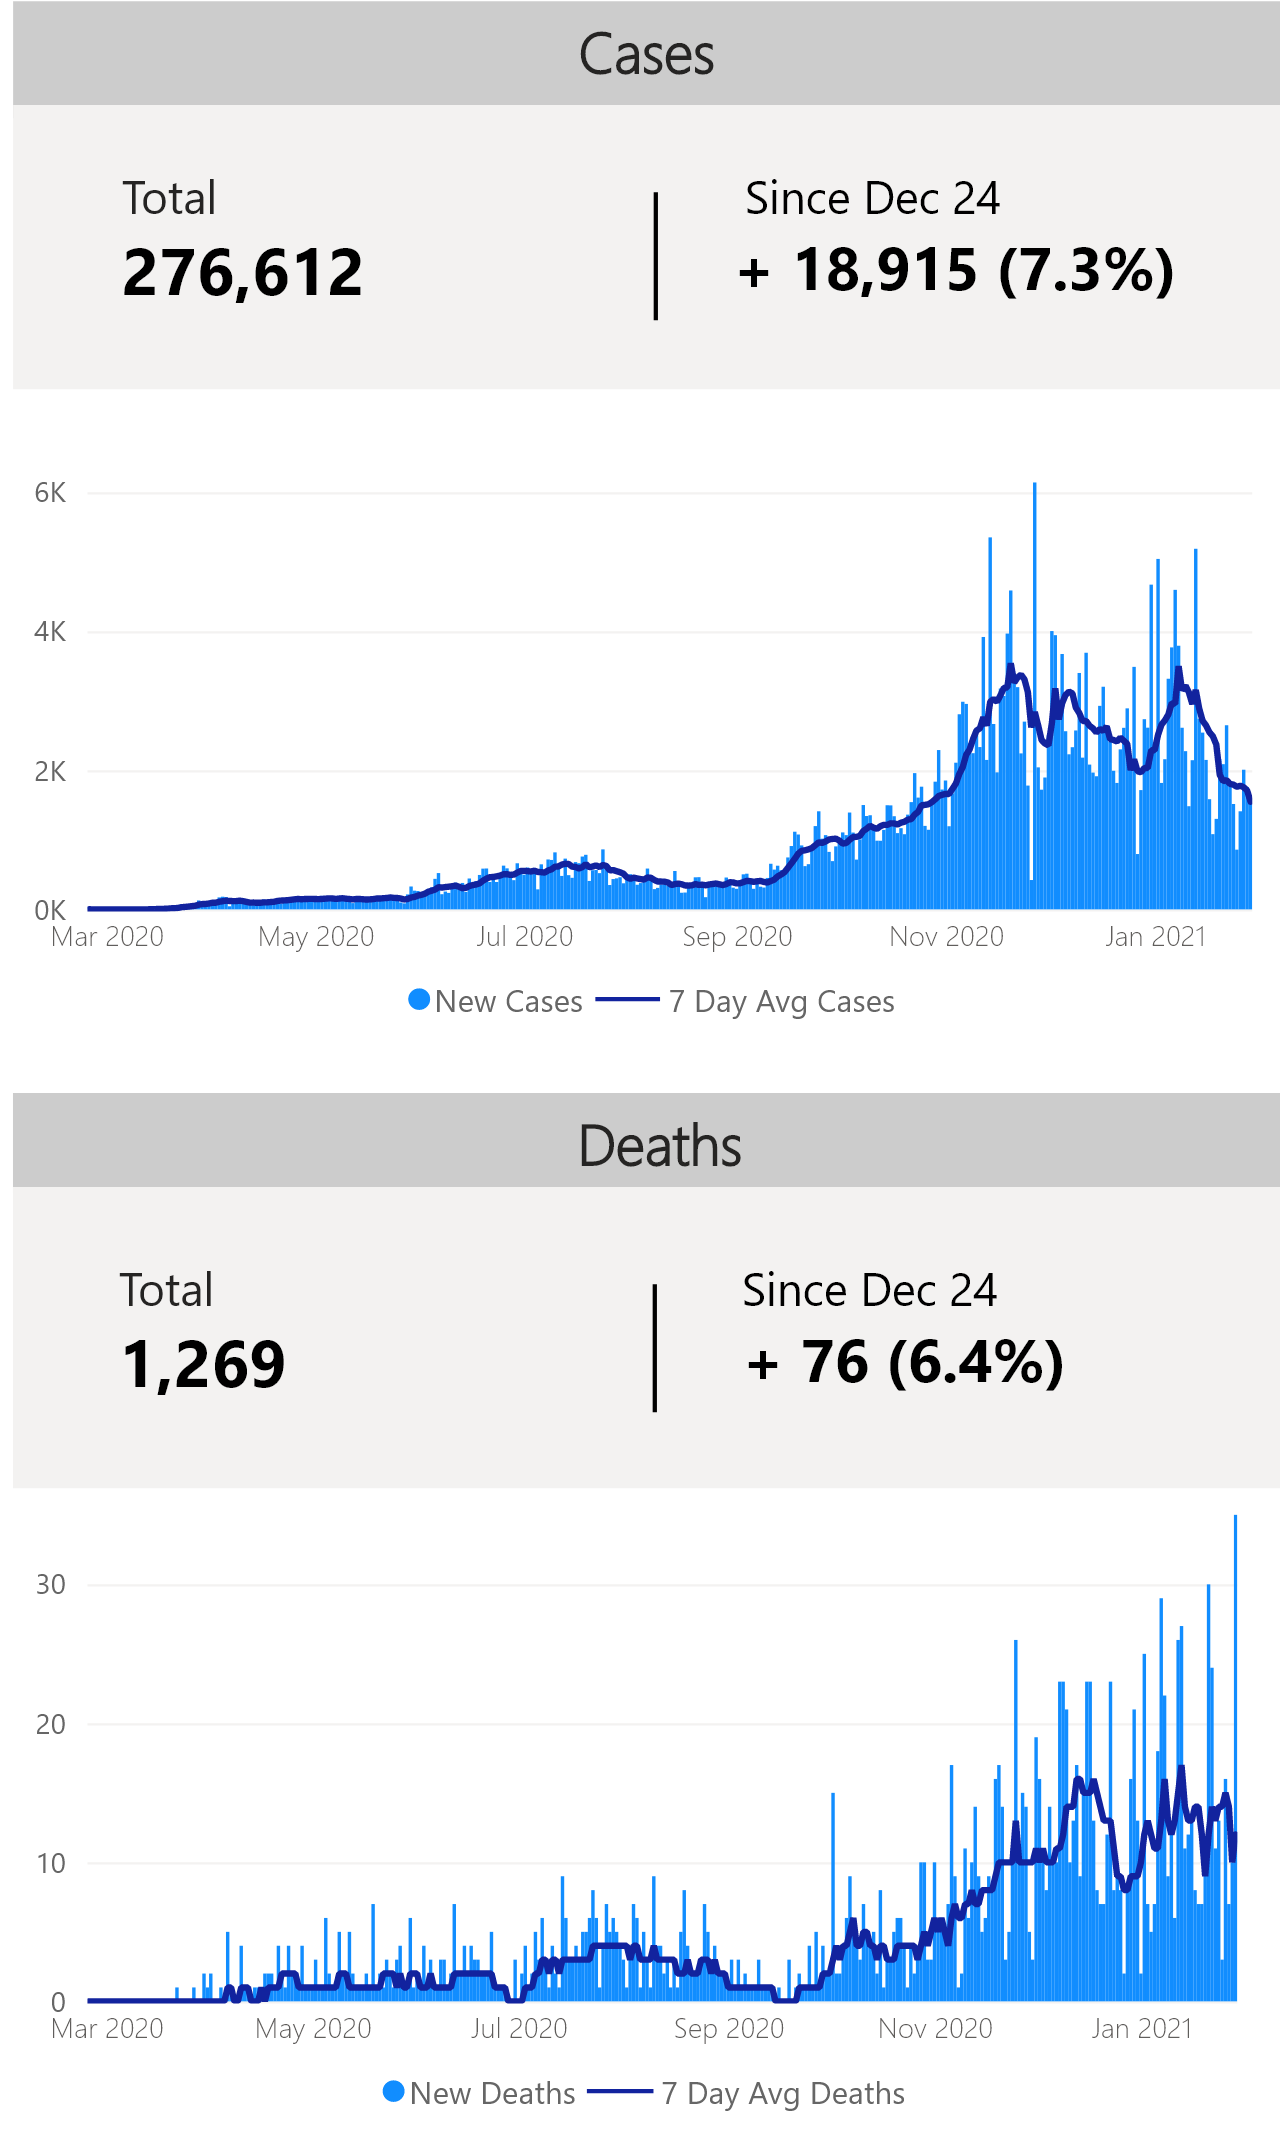 Cases
Total
Since Dec 24
276,612
+ 18,915 (7.3%)
6K
4K
2K
0K
Mar 2020 May 2020 Jul 2020 Sep 2020 Nov 2020 Jan 2021
New Cases 7 Day Avg Cases
Deaths
Total
Since Dec 24
1,269
+ 76 (6.4%)
30
20
10
0
Mar 2020 May 2020 Jul 2020 Sep 2020 Nov 2020 Jan 2021
New Deaths 7 Day Avg Deaths